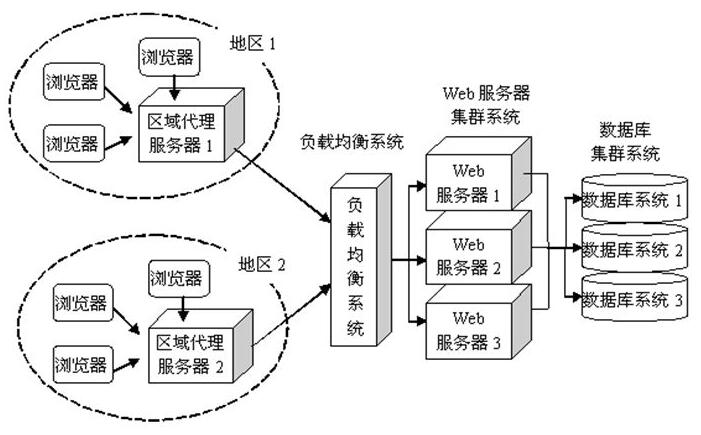 地区 1
浏览器
浏览器
浏览器
区域代理
服务器 1
地区 2
浏览器
浏览器
浏览器
区域代理
服务器 2
负载均衡系统
负载均衡系统
Web 服务器
集群系统
Web
服务器 1
Web
服务器 2
Web
服务器 3
数据库
集群系统
数据库系统 1
数据库系统 2
数据库系统 3